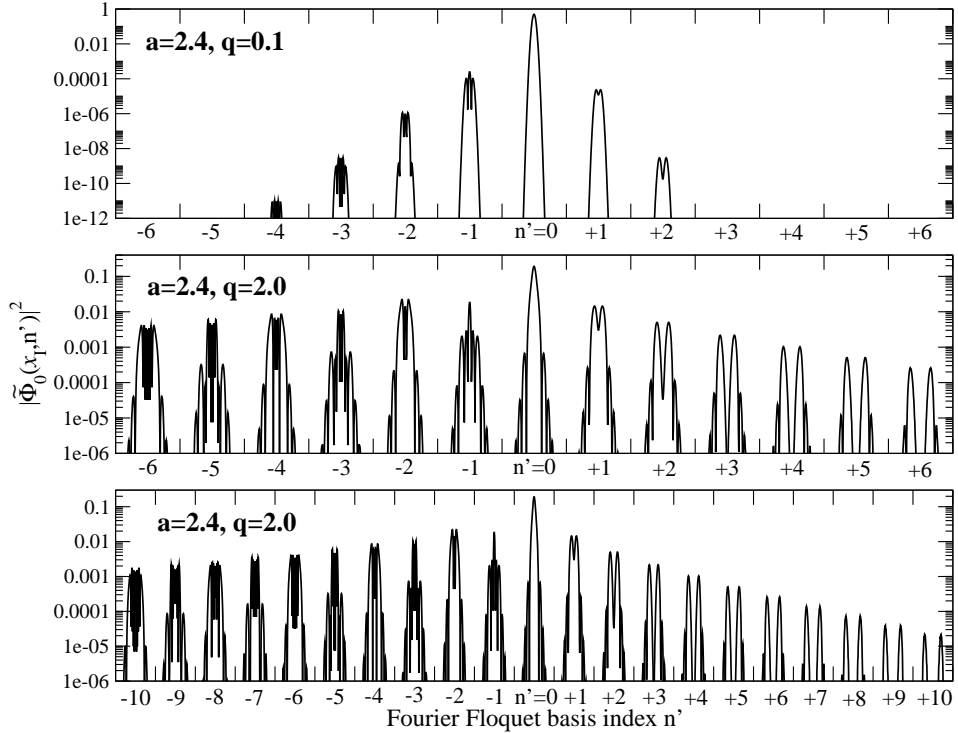 1
0.01
0.0001
1e-06
1e-08
1e-10
1e-12
a=2.4, q=0.1
-6 -5 -4 -3 -2 -1 n'=0 +1 +2 +3 +4 +5 +6
|Φ̃₀(x_T,n')|²
0.1
0.01
0.001
0.0001
1e-05
1e-06
a=2.4, q=2.0
-6 -5 -4 -3 -2 -1 n'=0 +1 +2 +3 +4 +5 +6
0.1
0.01
0.001
0.0001
1e-05
1e-06
a=2.4, q=2.0
-10 -9 -8 -7 -6 -5 -4 -3 -2 -1 n'=0 +1 +2 +3 +4 +5 +6 +7 +8 +9 +10
Fourier Floquet basis index n'